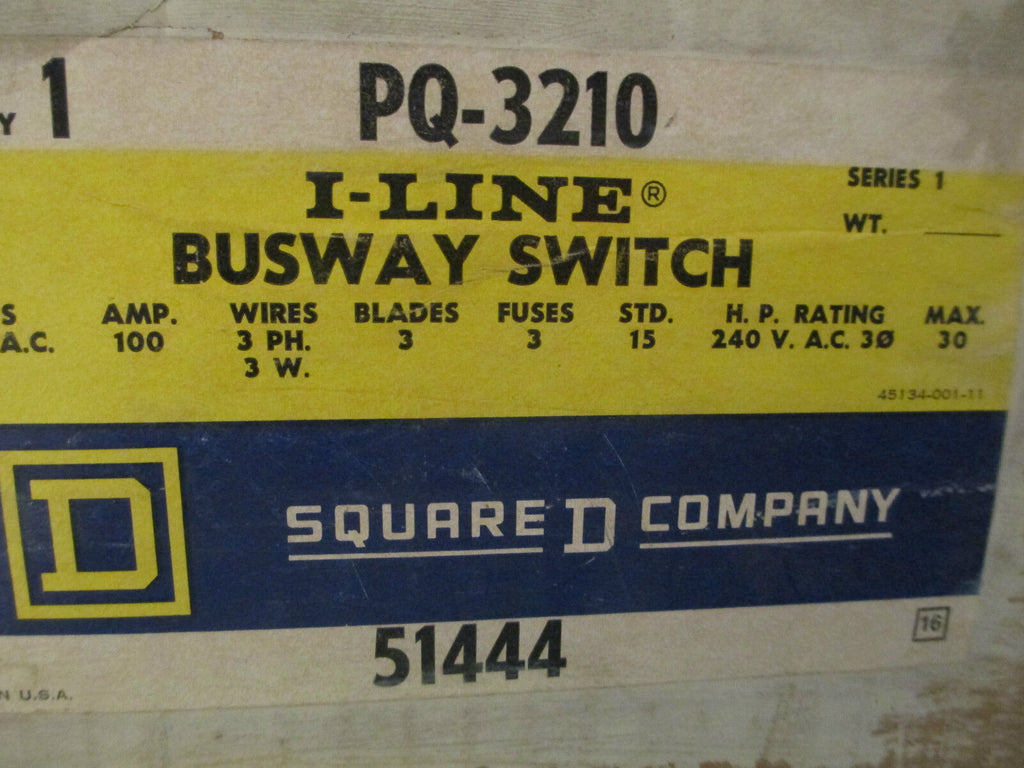 Y 1 PQ-3210
I-LINE®
SERIES 1
WT.
BUSWAY SWITCH
S AMP. WIRES BLADES FUSES STD. H. P. RATING MAX.
A.C. 100 3 PH. 3 3 15 240 V. A.C. 3Ø 30
3 W.
45134-001-11
D
SQUARE D COMPANY
51444
16
N U.S.A.